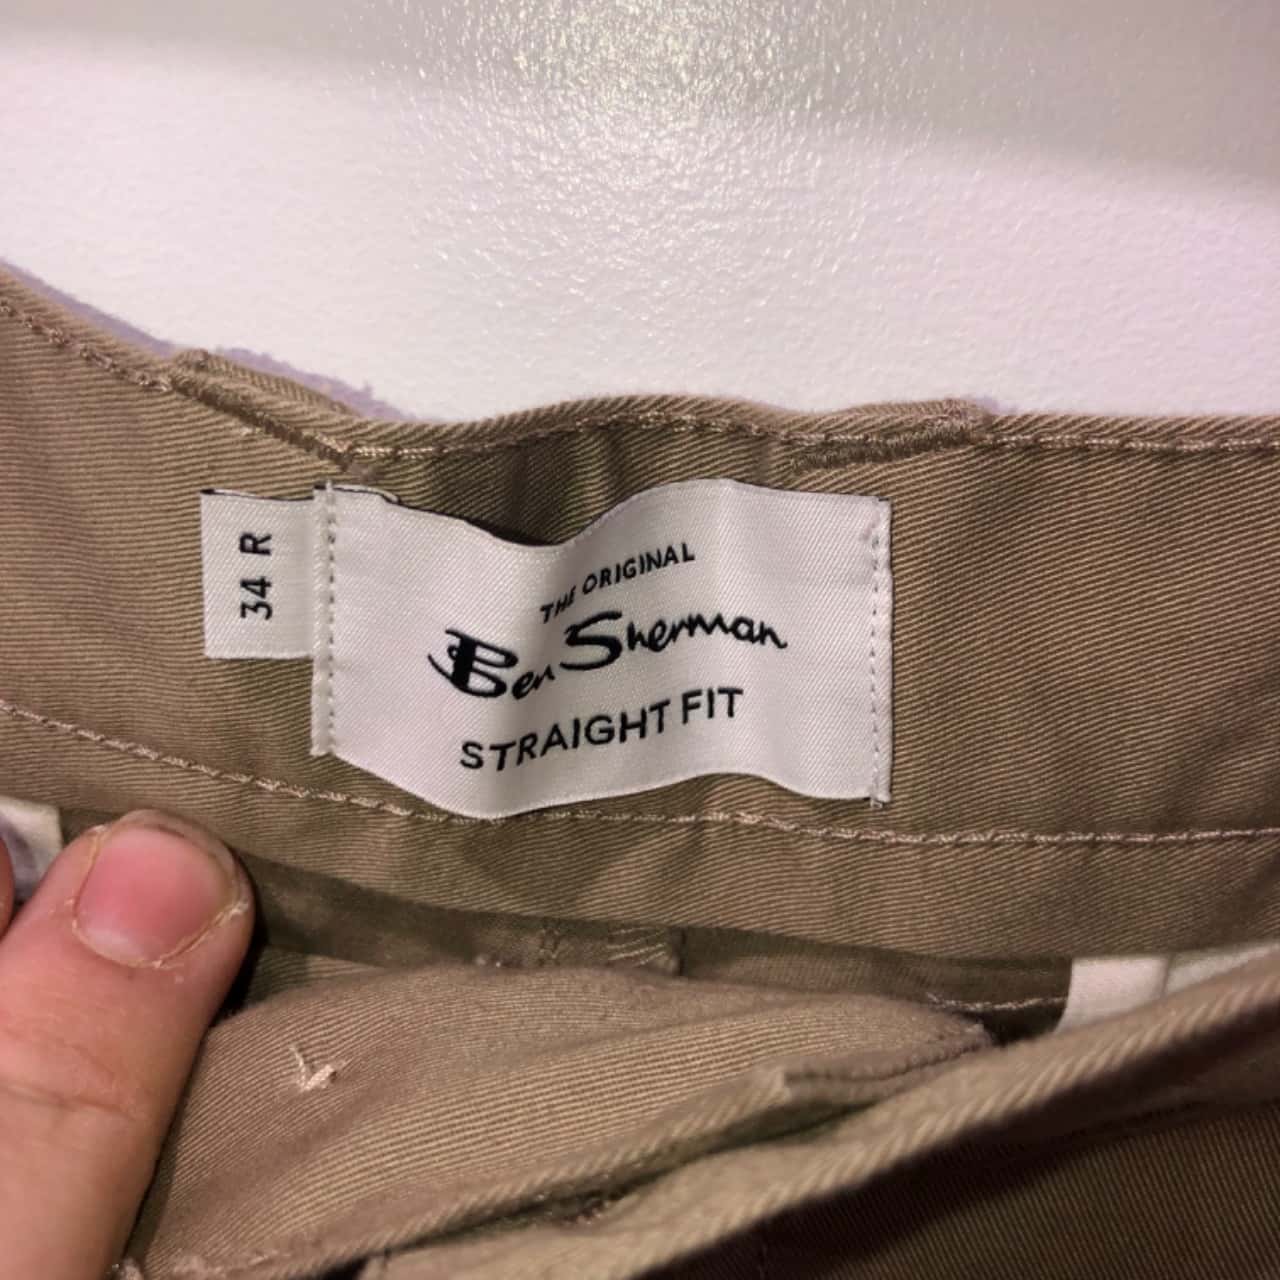 34 R
THE ORIGINAL
Ben Sherman
STRAIGHT FIT